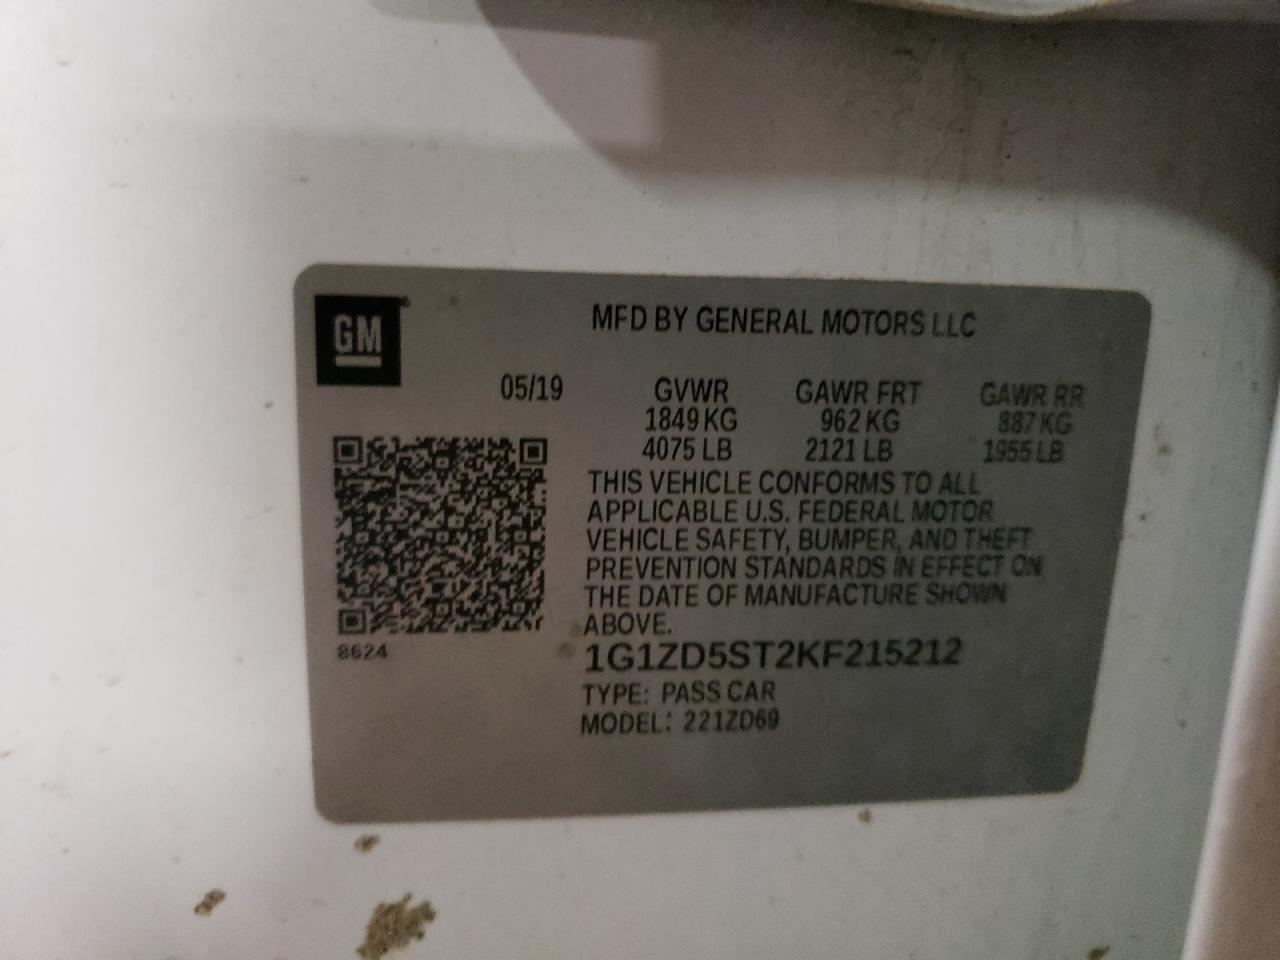 GM
MFD BY GENERAL MOTORS LLC
05/19 GVWR GAWR FRT GAWR RR
1849 KG 962 KG 887 KG
4075 LB 2121 LB 1955 LB
THIS VEHICLE CONFORMS TO ALL
APPLICABLE U.S. FEDERAL MOTOR
VEHICLE SAFETY, BUMPER, AND THEFT
PREVENTION STANDARDS IN EFFECT ON
THE DATE OF MANUFACTURE SHOWN
ABOVE.
8624
1G1ZD5ST2KF215212
TYPE: PASS CAR
MODEL: 221ZD69